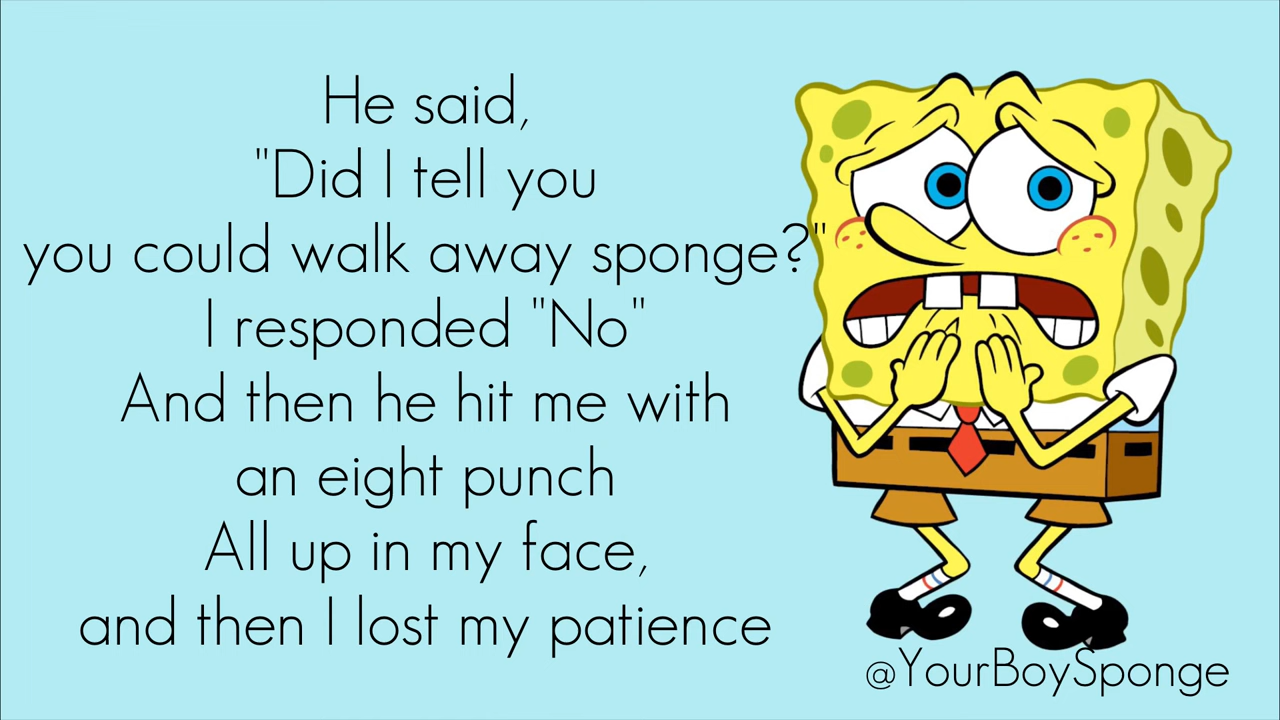 He said,
"Did I tell you
you could walk away sponge?"
I responded "No"
And then he hit me with
an eight punch
All up in my face,
and then I lost my patience
@YourBoySponge